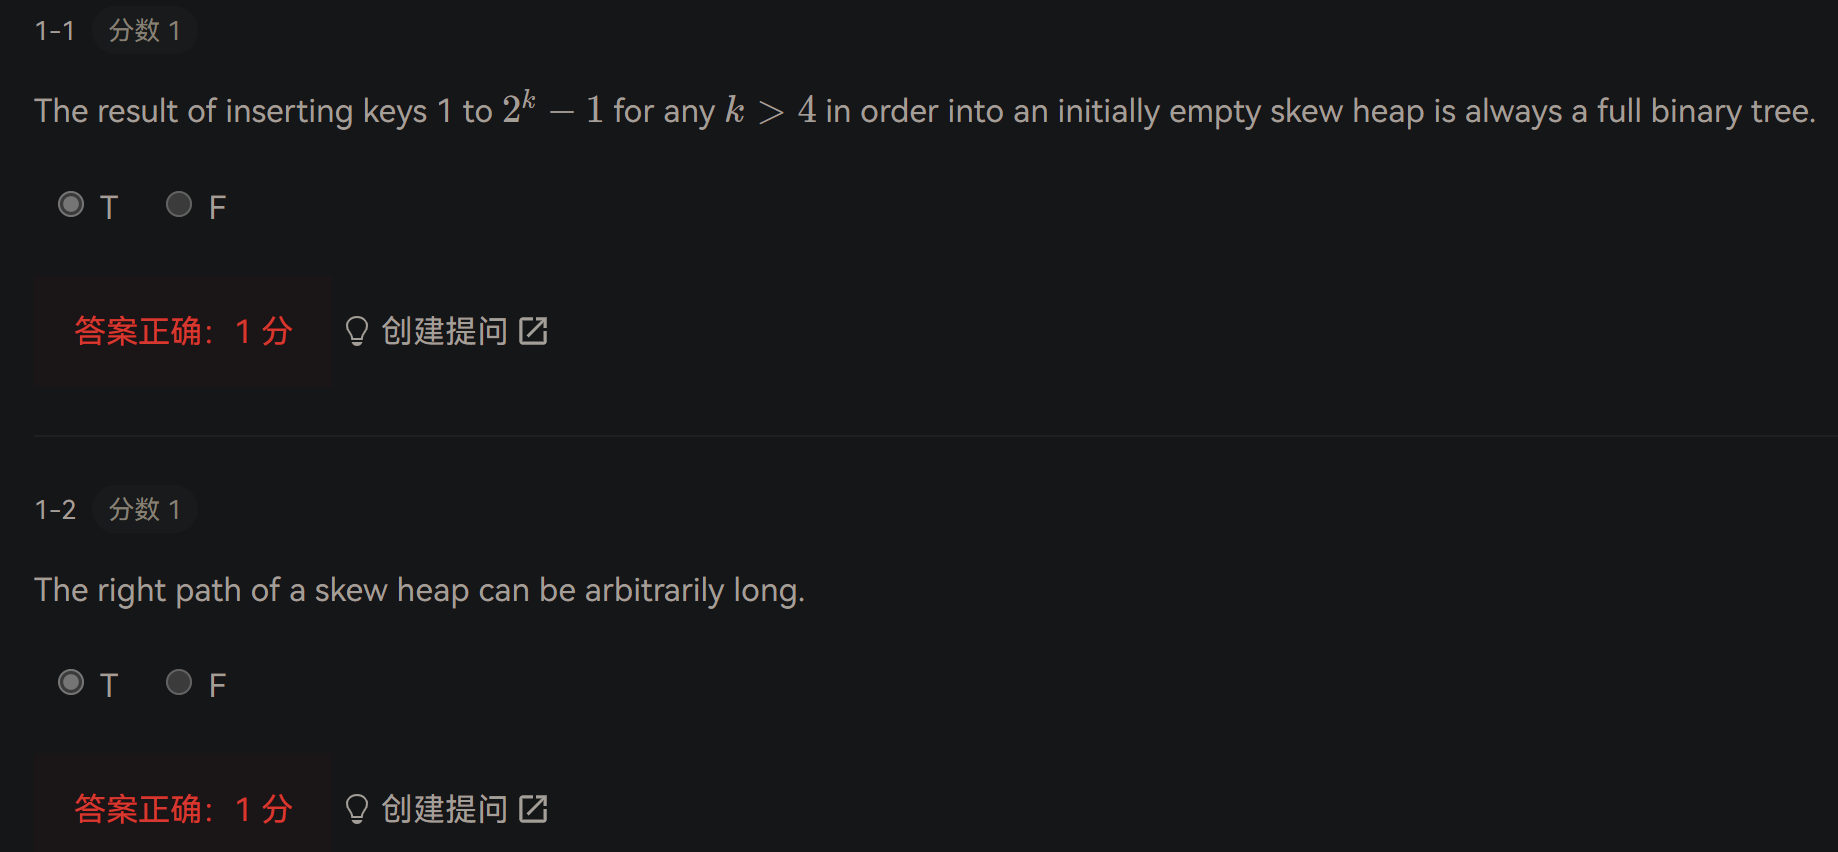 1-1 分数 1
The result of inserting keys 1 to $2^k - 1$ for any $k > 4$ in order into an initially empty skew heap is always a full binary tree.
T F
答案正确：1 分 创建提问
1-2 分数 1
The right path of a skew heap can be arbitrarily long.
T F
答案正确：1 分 创建提问